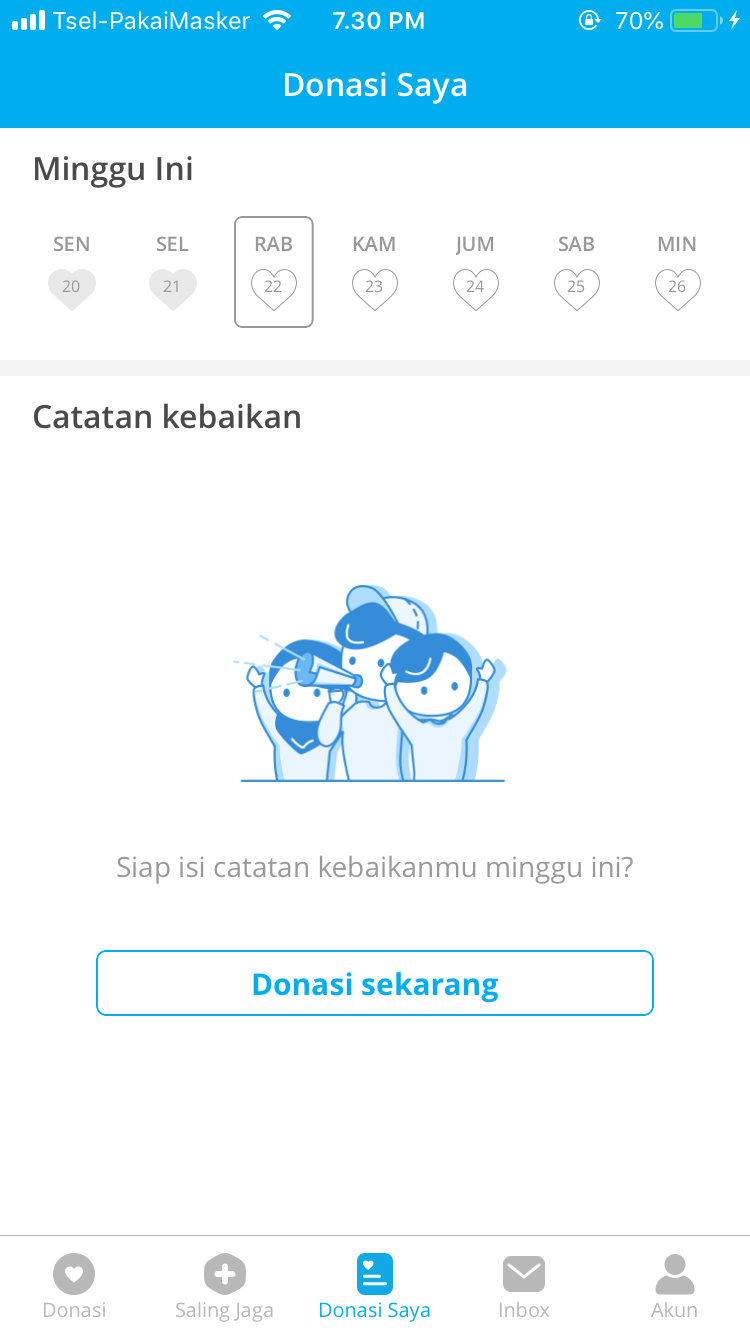 Tsel-PakaiMasker 7.30 PM 70%
Donasi Saya
Minggu Ini
SEN SEL RAB KAM JUM SAB MIN
20 21 22 23 24 25 26
Catatan kebaikan
Siap isi catatan kebaikanmu minggu ini?
Donasi sekarang
Donasi Saling Jaga Donasi Saya Inbox Akun